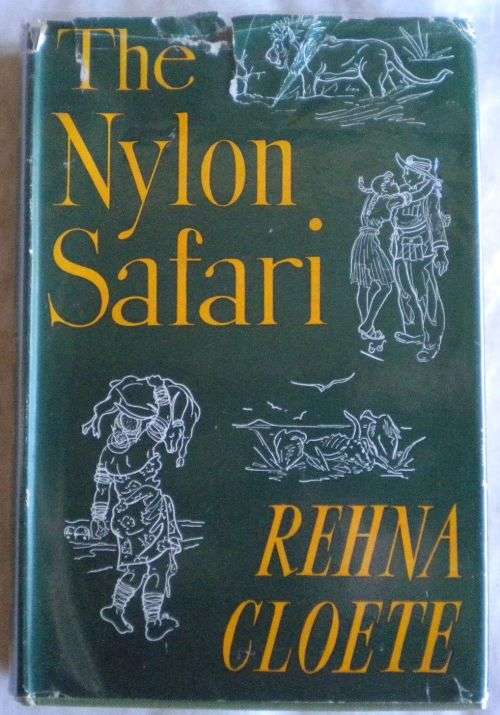 The
Nylon
Safari
REHNA
CLOETE